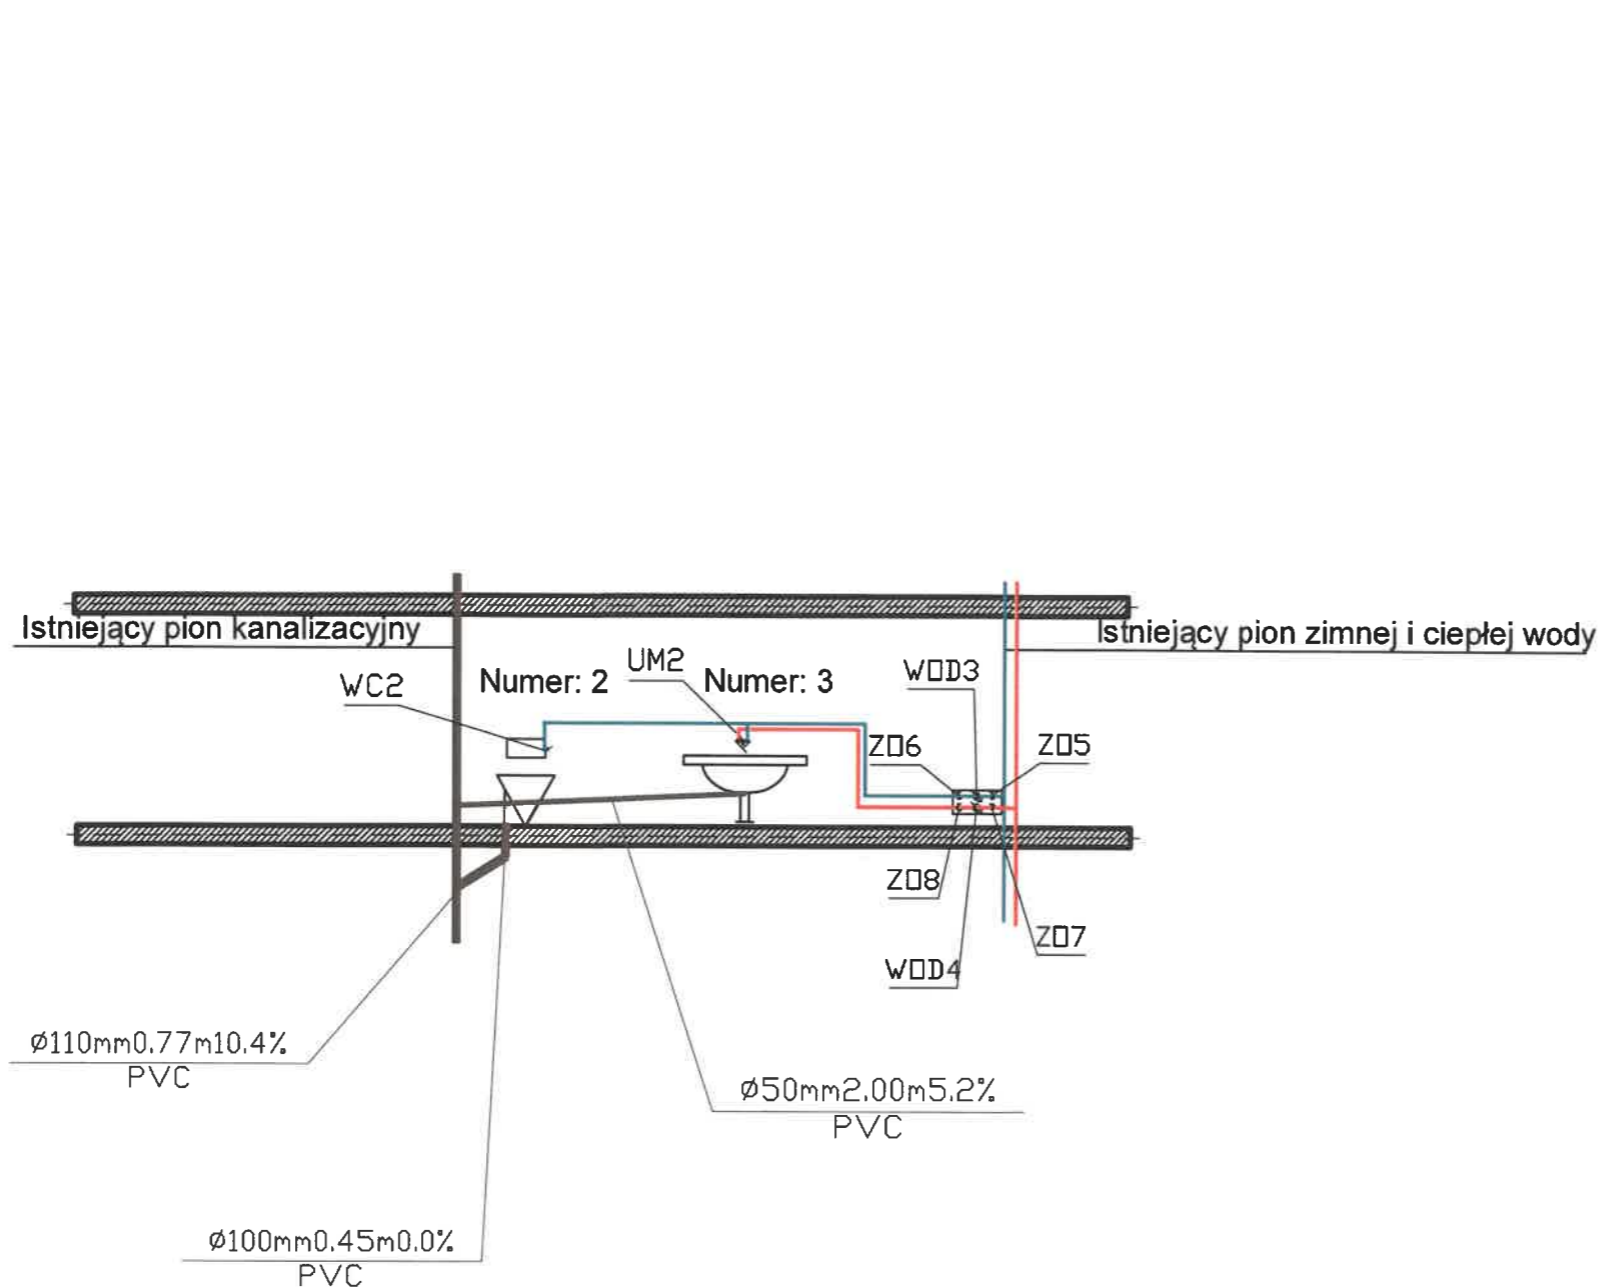 Istniejący pion kanalizacyjny
Istniejący pion zimnej i ciepłej wody
WC2
Numer: 2
UM2
Numer: 3
WOD3
ZO6
ZO5
ZO8
ZO7
WOD4
Ø110mm0.77m10.4%
PVC
Ø50mm2.00m5.2%
PVC
Ø100mm0.45m0.0%
PVC